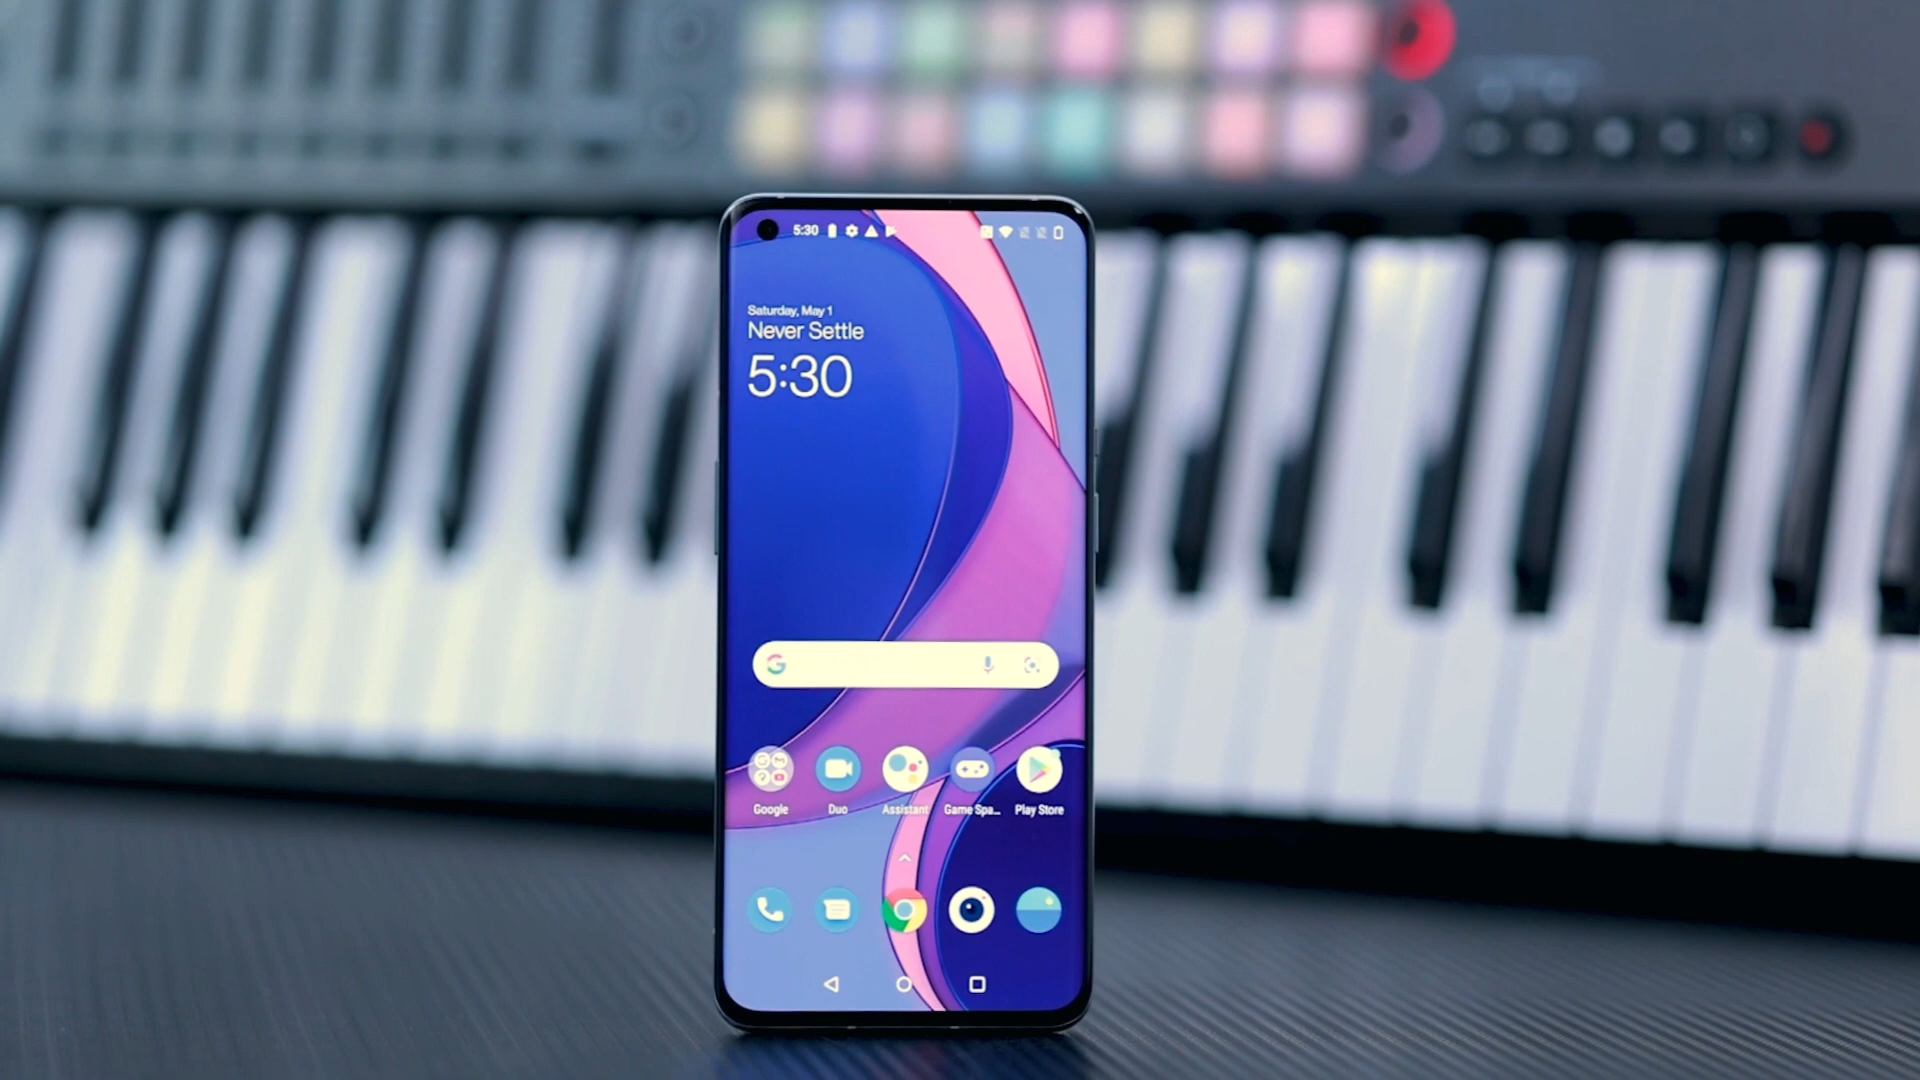 5:30
Saturday, May 1
Never Settle
5:30
G
Google Duo Assistant Game Spa... Play Store